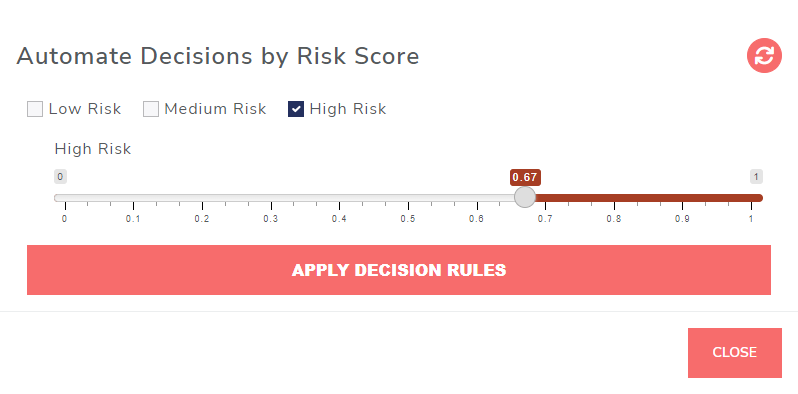 Automate Decisions by Risk Score
Low Risk Medium Risk High Risk
High Risk
0 0.67 1
0 0.1 0.2 0.3 0.4 0.5 0.6 0.7 0.8 0.9 1
APPLY DECISION RULES
CLOSE